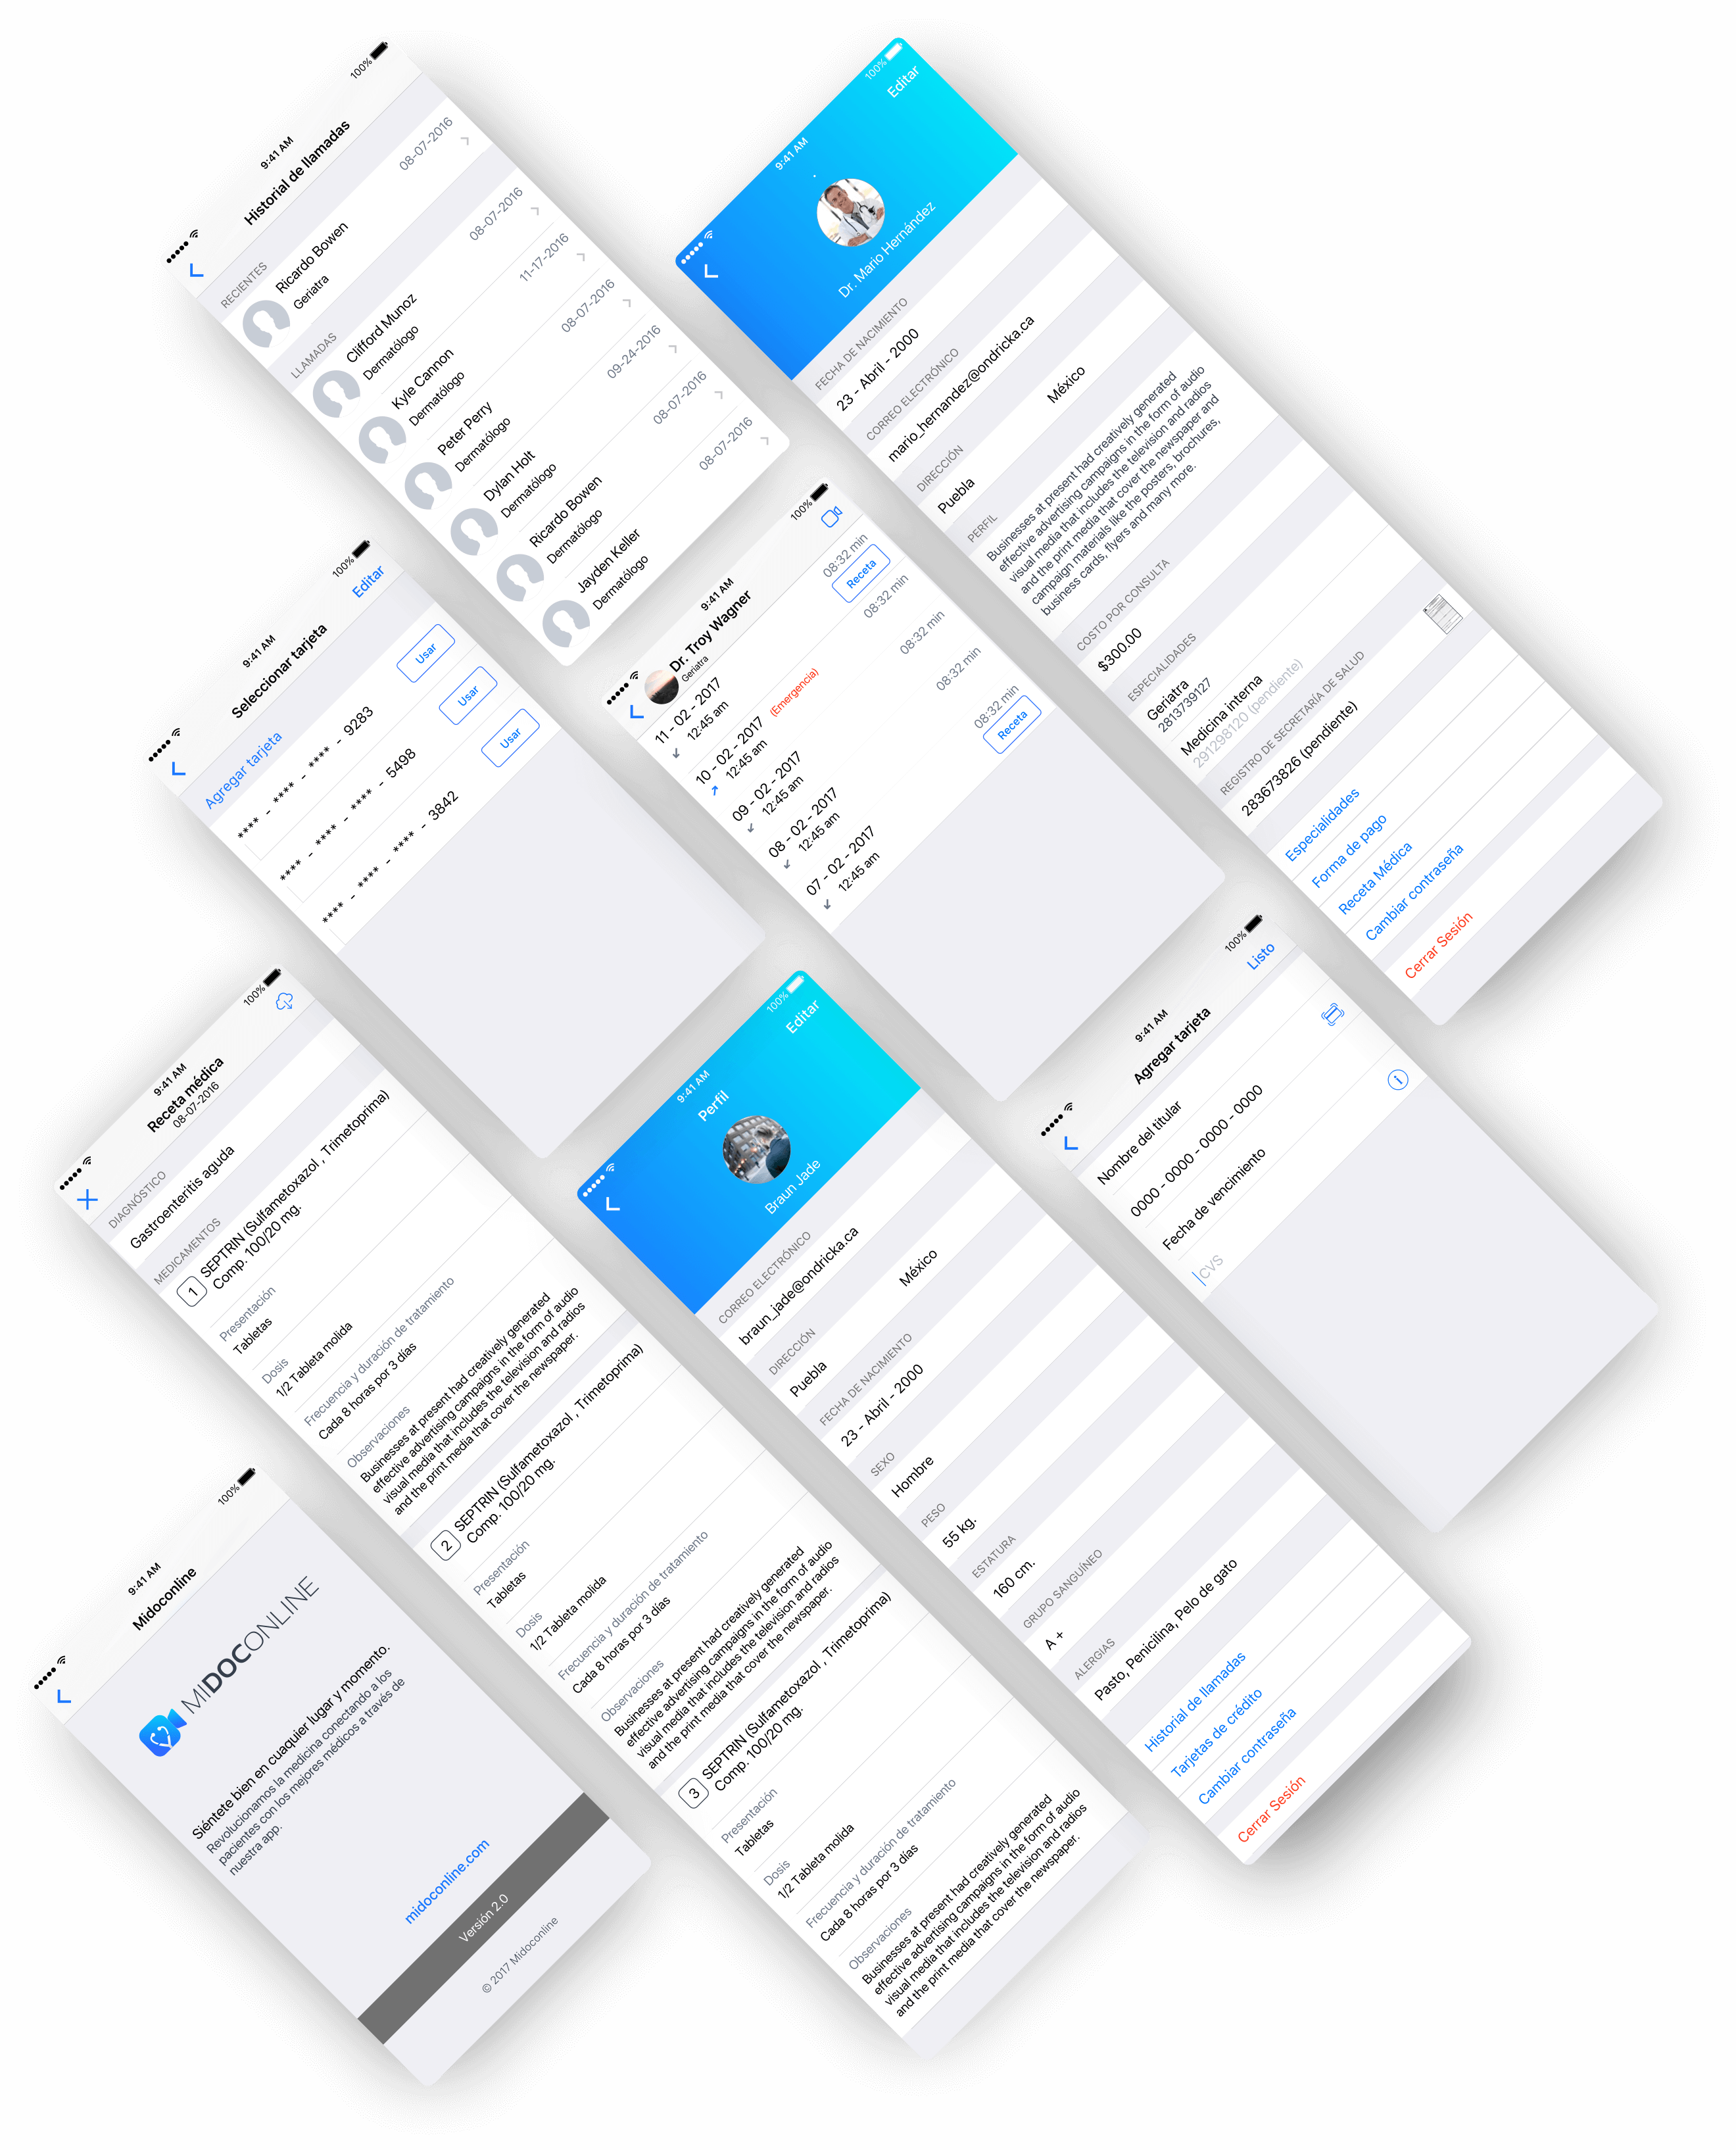 100%
9:41 AM
Historial de llamadas
RECIENTES
Ricardo Bowen
08-07-2016
Geriatra
LLAMADAS
Clifford Munoz
08-07-2016
Dermatólogo
Kyle Cannon
11-17-2016
Dermatólogo
Peter Perry
08-07-2016
Dermatólogo
Dylan Holt
09-24-2016
Dermatólogo
Ricardo Bowen
08-07-2016
Dermatólogo
Jayden Keller
08-07-2016
Dermatólogo
9:41 AM
100%
Editar
Dr. Mario Hernández
FECHA DE NACIMIENTO
23 - Abril - 2000
CORREO ELECTRÓNICO
mario_hernandez@ondricka.ca
DIRECCIÓN
Puebla
México
PERFIL
Businesses at present had creatively generated
effective advertising campaigns in the form of audio
visual media that includes the television and radios
and the print media that cover the newspaper and
campaign materials like the posters, brochures,
business cards, flyers and many more.
COSTO POR CONSULTA
$300.00
ESPECIALIDADES
Geriatra
2813739127
Medicina interna
291298120 (pendiente)
REGISTRO DE SECRETARÍA DE SALUD
283673826 (pendiente)
Especialidades
Forma de pago
Receta Médica
Cambiar contraseña
Cerrar Sesión
9:41 AM
100%
Seleccionar tarjeta
Editar
Agregar tarjeta
**** - **** - **** - 9283
Usar
**** - **** - **** - 5498
Usar
**** - **** - **** - 3842
Usar
9:41 AM
100%
Dr. Troy Wagner
Geriatra
11 - 02 - 2017
08:32 min
12:45 am
Receta
10 - 02 - 2017
(Emergencia)
08:32 min
12:45 am
09 - 02 - 2017
08:32 min
12:45 am
08 - 02 - 2017
08:32 min
12:45 am
07 - 02 - 2017
08:32 min
12:45 am
Receta
9:41 AM
100%
Receta médica
08-07-2016
DIAGNÓSTICO
Gastroenteritis aguda
MEDICAMENTOS
1
SEPTRIN (Sulfametoxazol , Trimetoprima)
Comp. 100/20 mg.
Presentación
Tabletas
Dosis
1/2 Tableta molida
Frecuencia y duración de tratamiento
Cada 8 horas por 3 días
Observaciones
Businesses at present had creatively generated
effective advertising campaigns in the form of audio
visual media that includes the television and radios
and the print media that cover the newspaper.
2
SEPTRIN (Sulfametoxazol , Trimetoprima)
Comp. 100/20 mg.
Presentación
Tabletas
Dosis
1/2 Tableta molida
Frecuencia y duración de tratamiento
Cada 8 horas por 3 días
Observaciones
Businesses at present had creatively generated
effective advertising campaigns in the form of audio
visual media that includes the television and radios
and the print media that cover the newspaper.
3
SEPTRIN (Sulfametoxazol , Trimetoprima)
Comp. 100/20 mg.
Presentación
Tabletas
Dosis
1/2 Tableta molida
Frecuencia y duración de tratamiento
Cada 8 horas por 3 días
Observaciones
Businesses at present had creatively generated
effective advertising campaigns in the form of audio
visual media that includes the television and radios
and the print media that cover the newspaper.
9:41 AM
100%
Perfil
Editar
Braun Jade
CORREO ELECTRÓNICO
braun_jade@ondricka.ca
DIRECCIÓN
Puebla
México
FECHA DE NACIMIENTO
23 - Abril - 2000
SEXO
Hombre
PESO
55 kg.
ESTATURA
160 cm.
GRUPO SANGUÍNEO
A +
ALERGIAS
Pasto, Penicilina, Pelo de gato
Historial de llamadas
Tarjetas de crédito
Cambiar contraseña
Cerrar Sesión
9:41 AM
100%
Agregar tarjeta
Listo
Nombre del titular
0000 - 0000 - 0000 - 0000
Fecha de vencimiento
CVS
9:41 AM
100%
Midoconline
MIDOCONLINE
Siéntete bien en cuaquier lugar y momento.
Revolucionamos la medicina conectando a los
pacientes con los mejores médicos a través de
nuestra app.
midoconline.com
Versión 2.0
© 2017 Midoconline